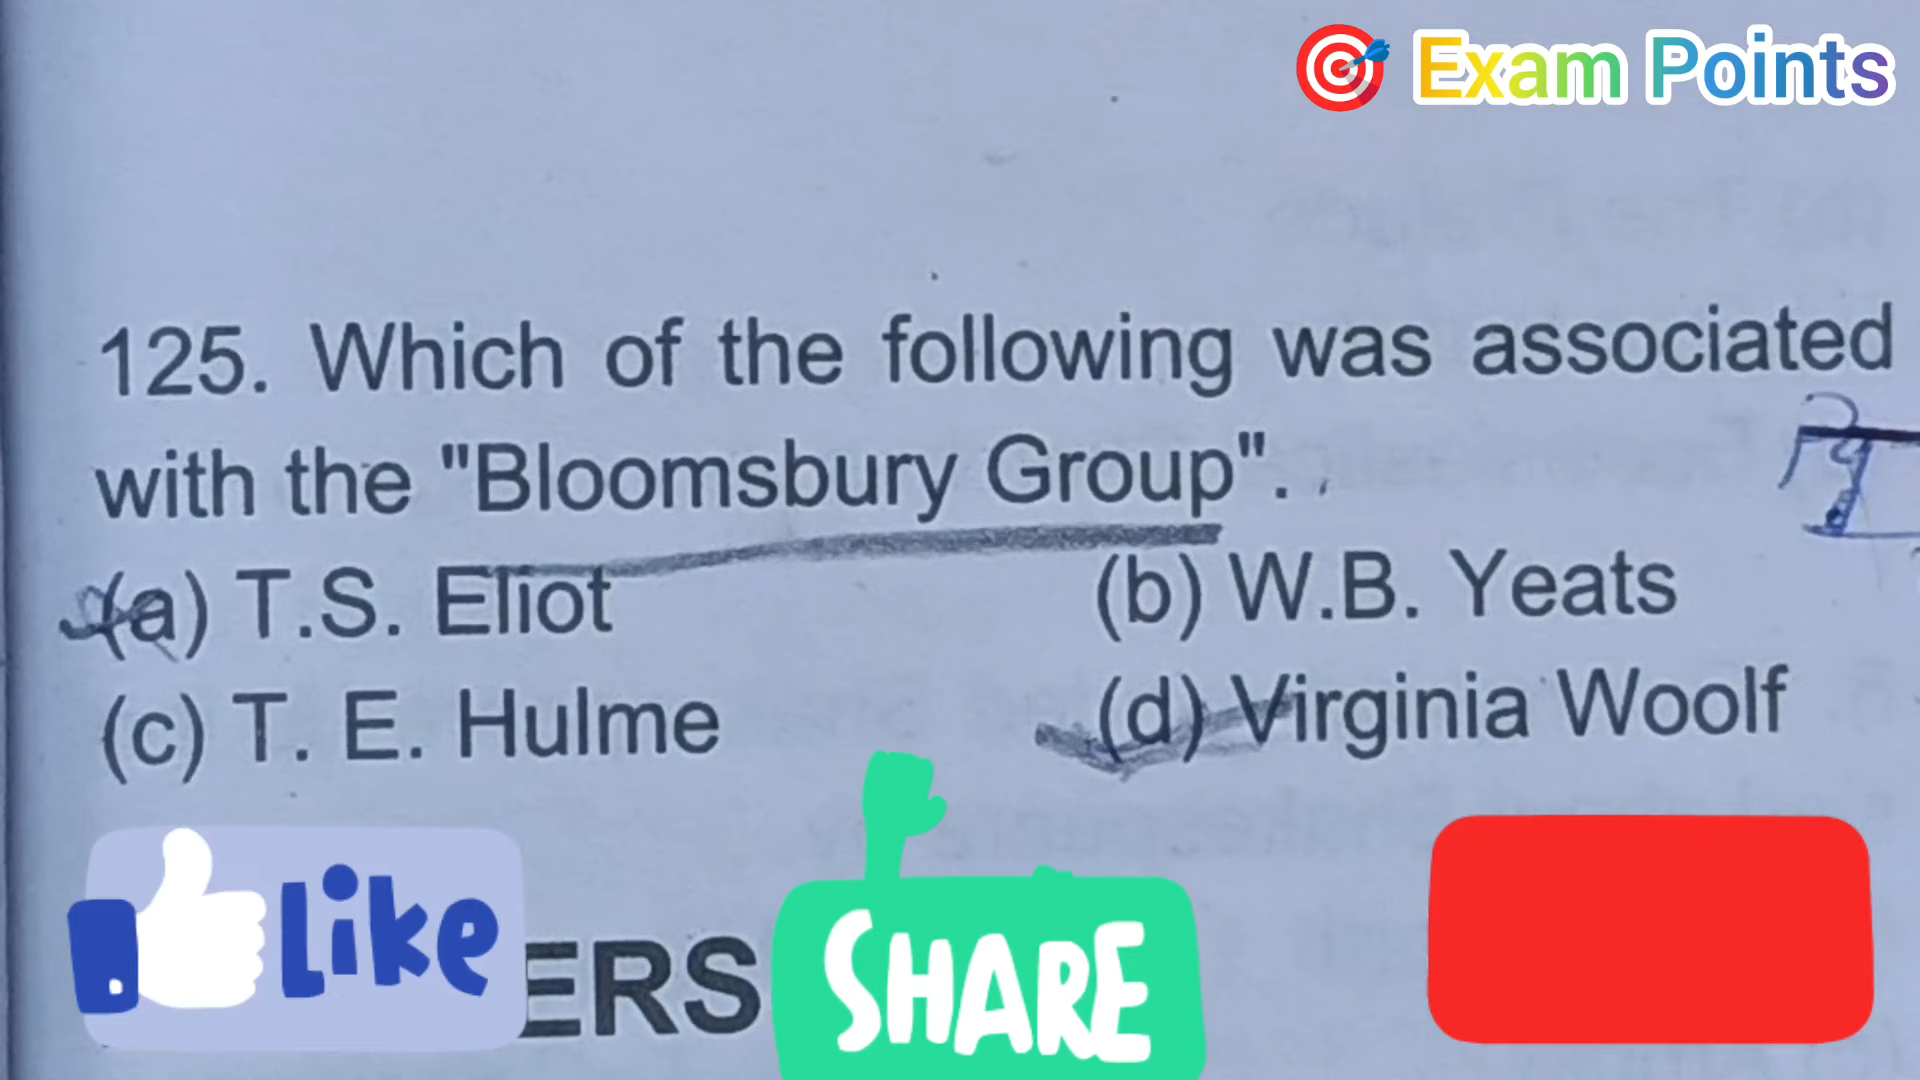 Exam Points
125. Which of the following was associated
with the "Bloomsbury Group".
(a) T.S. Eliot (b) W.B. Yeats
(c) T. E. Hulme (d) Virginia Woolf
Like
ERS
SHARE